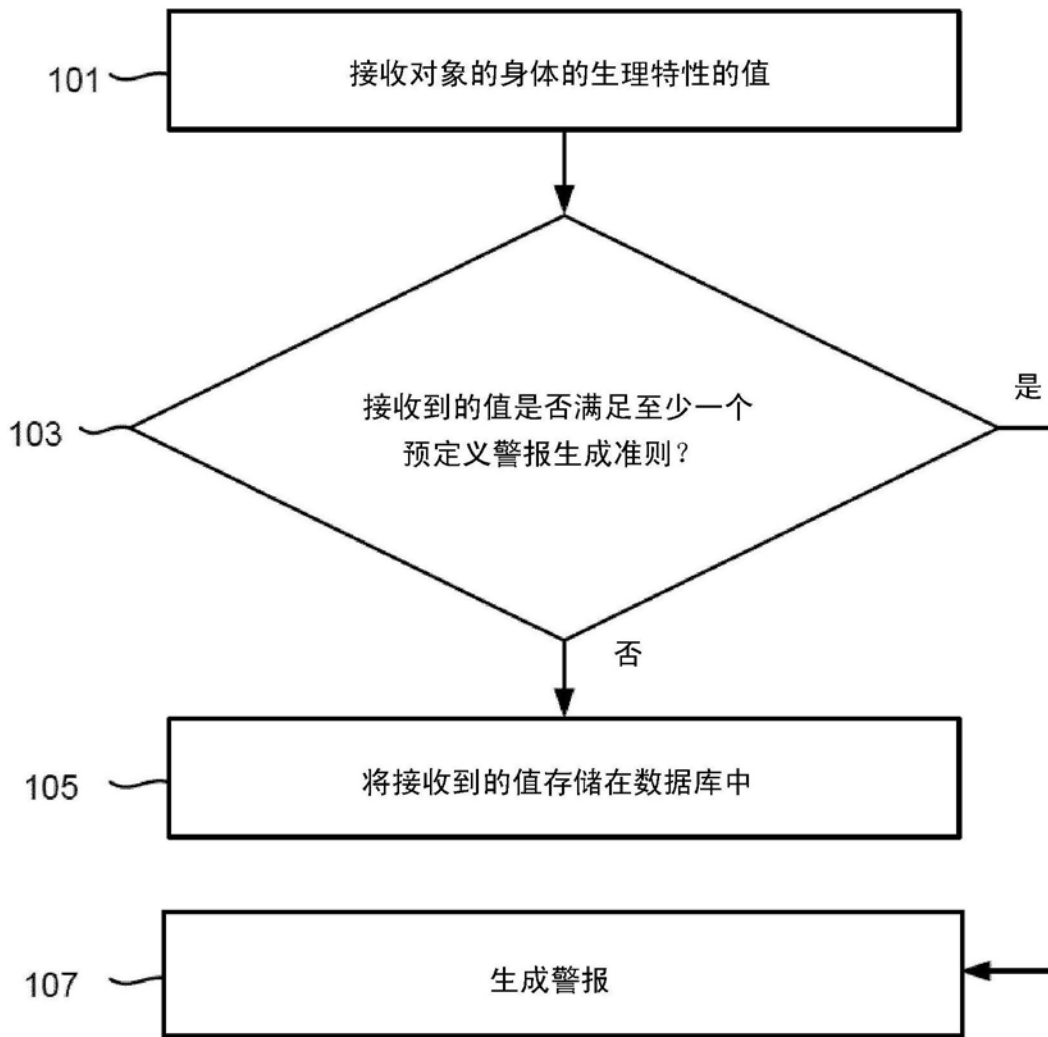 101
接收对象的身体的生理特性的值
是
103
接收到的值是否满足至少一个
预定义警报生成准则？
否
105
将接收到的值存储在数据库中
107
生成警报